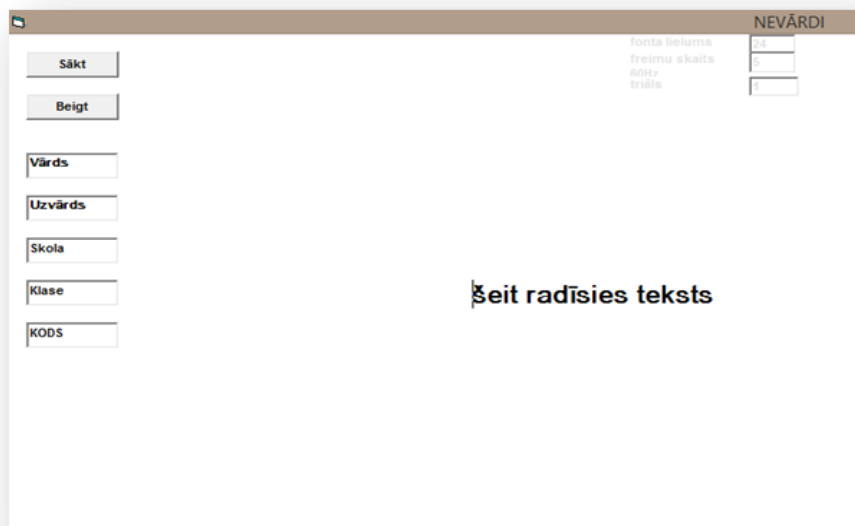 NEVĀRDI
fonta lielums 24
freimu skaits 5
60Hz
triāls 1
Sākt
Beigt
Vārds
Uzvārds
Skola
Klase
KODS
šeit radīsies teksts